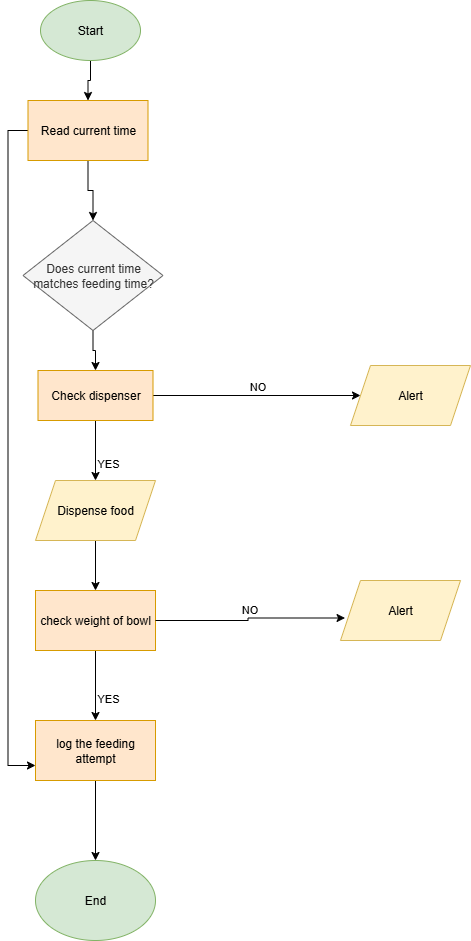 Start
Read current time
Does current time
matches feeding time?
Check dispenser
NO
Alert
YES
Dispense food
check weight of bowl
NO
Alert
YES
log the feeding
attempt
End